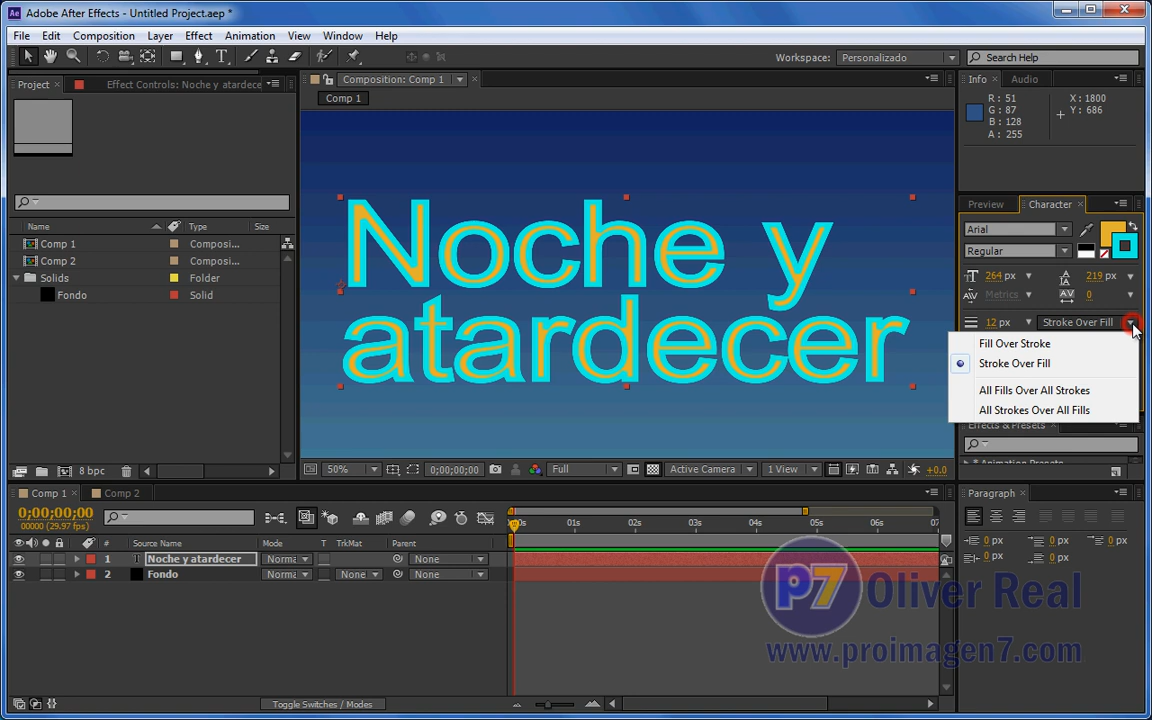 Adobe After Effects - Untitled Project.aep *
File Edit Composition Layer Effect Animation View Window Help
Workspace: Personalizado Search Help
Project Effect Controls: Noche y atardece
Composition: Comp 1
Info Audio
Comp 1
R: 51
G: 87
B: 128
A: 255
X: 1800
Y: 686
Noche y
atardecer
Preview Character
Arial
Regular
264 px 219 px
Metrics 0
12 px Stroke Over Fill
Fill Over Stroke
Stroke Over Fill
All Fills Over All Strokes
All Strokes Over All Fills
Effects & Presets
Animation Presets
Name Type Size
Comp 1 Composi...
Comp 2 Composi...
Solids Folder
Fondo Solid
8 bpc
50% 0;00;00;00 Full Active Camera 1 View +0.0
Comp 1 Comp 2
0;00;00;00
00000 (29.97 fps)
01s 02s 03s 04s 05s 06s 07
# Source Name Mode T TrkMat Parent
1 T Noche y atardecer Norma None
2 Fondo Norma None None
Toggle Switches / Modes
Paragraph
0 px 0 px 0 px
0 px 0 px
p7 Oliver Real
www.proimagen7.com